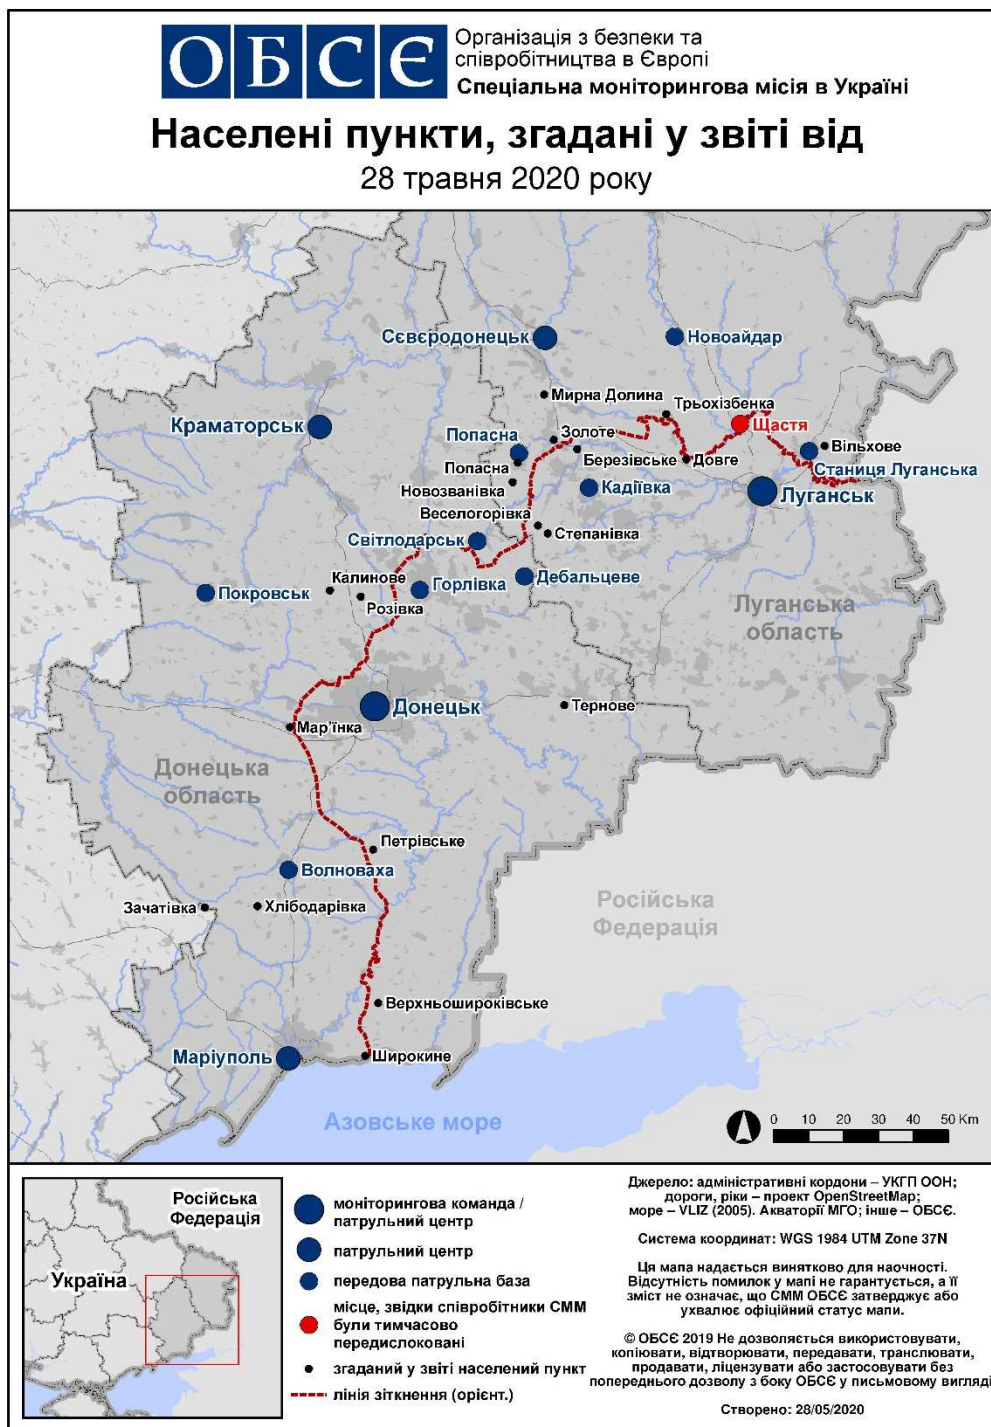 ОБСЄ
Організація з безпеки та
співробітництва в Європі
Спеціальна моніторингова місія в Україні
Населені пункти, згадані у звіті від
28 травня 2020 року
Сєвєродонецьк
Новоайдар
Мирна Долина
Трьохізбенка
Щастя
Краматорськ
Попасна
Золоте
Вільхове
Березівське
Довге
Попасна
Станиця Луганська
Новозванівка
Кадіївка
Луганськ
Веселогорівка
Степанівка
Світлодарськ
Калинове
Горлівка
Дебальцеве
Покровськ
Розівка
Луганська
область
Донецьк
Тернове
Мар'їнка
Донецька
область
Петрівське
Волноваха
Зачатівка
Хлібодарівка
Російська
Федерація
Верхньошироківське
Маріуполь
Широкине
Азовське море
0 10 20 30 40 50 Km
Російська
Федерація
Україна
моніторингова команда /
патрульний центр
патрульний центр
передова патрульна база
місце, звідки співробітники СММ
були тимчасово
передислоковані
згаданий у звіті населений пункт
лінія зіткнення (орієнт.)
Джерело: адміністративні кордони – УКГП ООН;
дороги, ріки – проект OpenStreetMap;
море – VLIZ (2005). Акваторії МГО; інше – ОБСЄ.
Система координат: WGS 1984 UTM Zone 37N
Ця мапа надається винятково для наочності.
Відсутність помилок у мапі не гарантується, а її
зміст не означає, що СММ ОБСЄ затверджує або
ухвалює офіційний статус мапи.
© ОБСЄ 2019 Не дозволяється використовувати,
копіювати, відтворювати, передавати, транслювати,
продавати, ліцензувати або застосовувати без
попереднього дозволу з боку ОБСЄ у письмовому вигляді
Створено: 28/05/2020